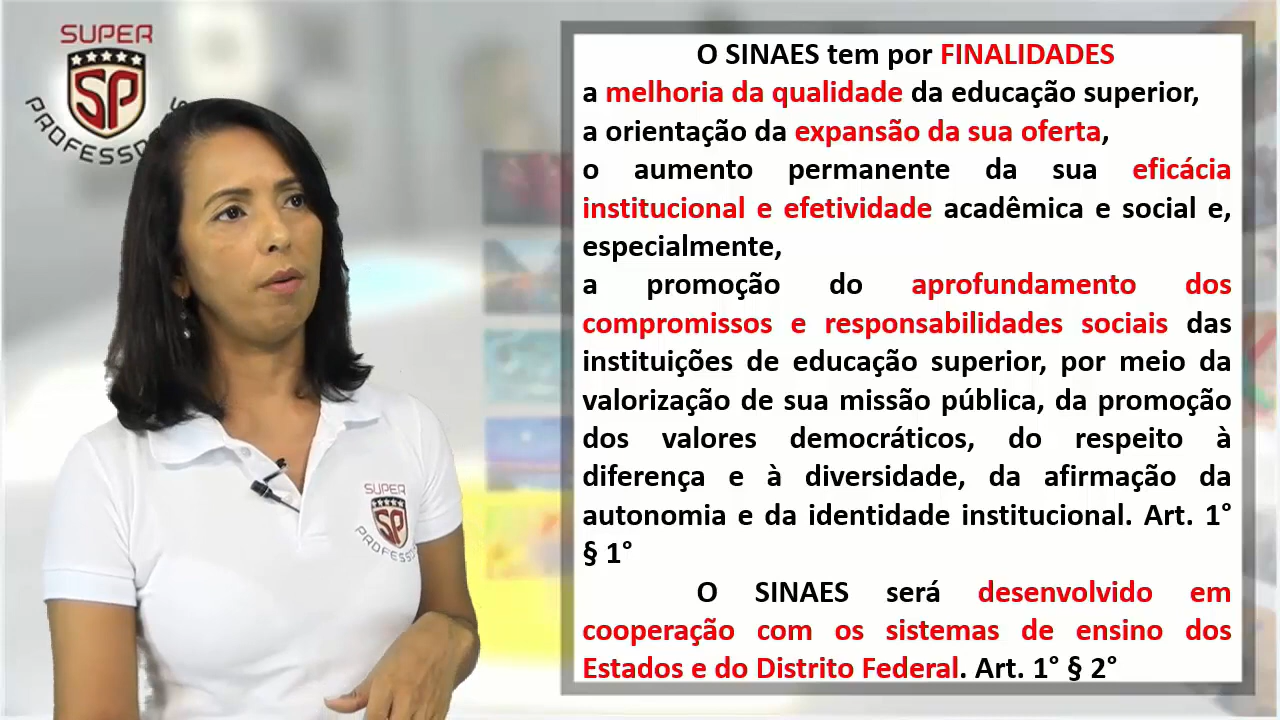 SUPER
SP
PROFESSO
O SINAES tem por FINALIDADES
a melhoria da qualidade da educação superior,
a orientação da expansão da sua oferta,
o aumento permanente da sua eficácia
institucional e efetividade acadêmica e social e,
especialmente,
a promoção do aprofundamento dos
compromissos e responsabilidades sociais das
instituições de educação superior, por meio da
valorização de sua missão pública, da promoção
dos valores democráticos, do respeito à
diferença e à diversidade, da afirmação da
autonomia e da identidade institucional. Art. 1°
§ 1°
O SINAES será desenvolvido em
cooperação com os sistemas de ensino dos
Estados e do Distrito Federal. Art. 1° § 2°
SUPER
SP
PROFESSO